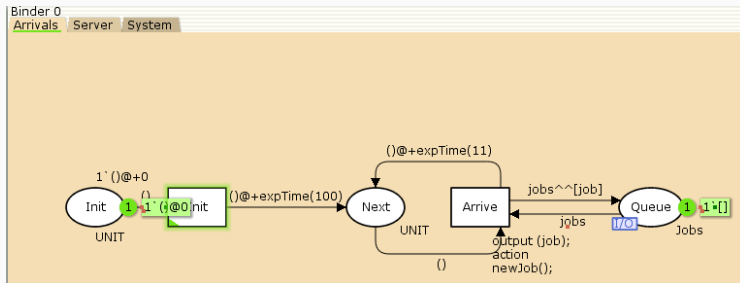 Binder 0
Arrivals Server System
1`()@+0
()
Init
1
1`()@0
nit
UNIT
()@+expTime(100)
Next
UNIT
()@+expTime(11)
()
Arrive
output (job);
action
newJob();
jobs^^[job]
jobs
Queue
I/O
Jobs
1
1`[]